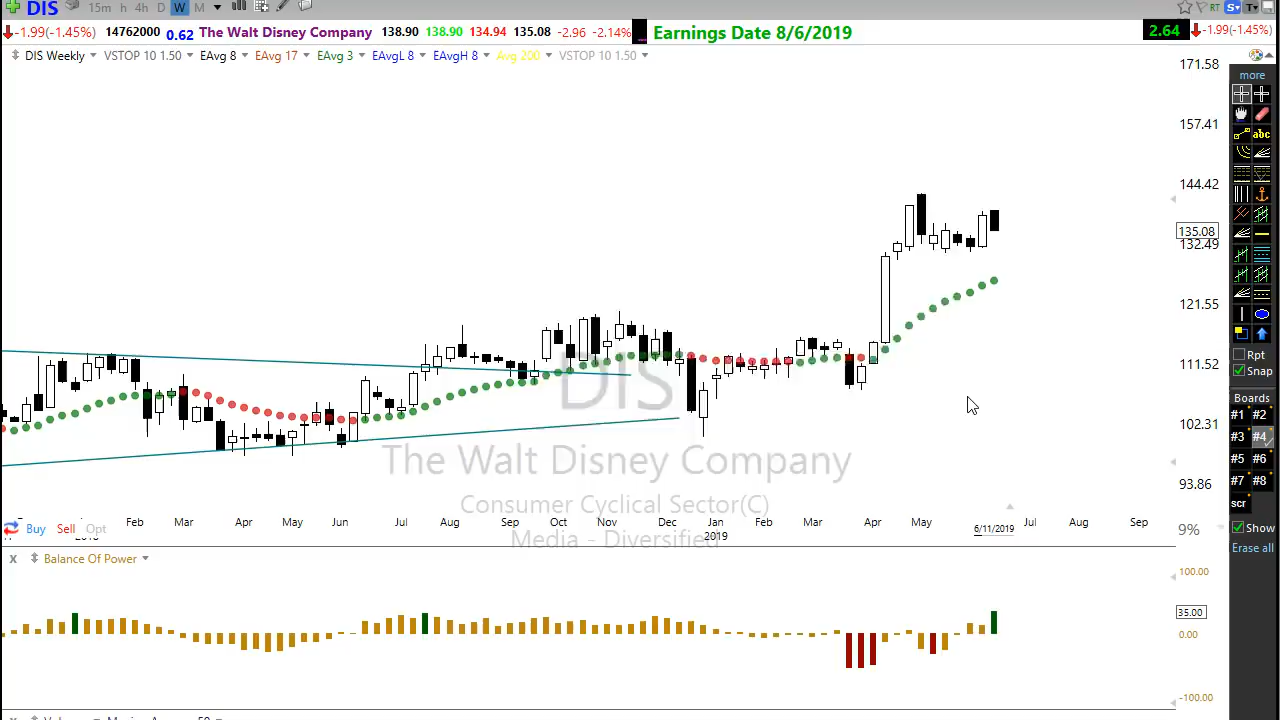 DIS 15m h 4h D W M RT S T
-1.99(-1.45%) 14762000 0.62 The Walt Disney Company 138.90 138.90 134.94 135.08 -2.96 -2.14% Earnings Date 8/6/2019 2.64 -1.99(-1.45%)
DIS Weekly VSTOP 10 1.50 EAvg 8 EAvg 17 EAvg 3 EAvgL 8 EAvgH 8 Avg 200 VSTOP 10 1.50
171.58
157.41
144.42
135.08
132.49
121.55
111.52
102.31
93.86
9%
DIS
The Walt Disney Company
Consumer Cyclical Sector(C)
Media - Diversified
Feb Mar Apr May Jun Jul Aug Sep Oct Nov Dec Jan Feb Mar Apr May 6/11/2019 Jul Aug Sep
2019
Buy Sell Opt
x Balance Of Power
100.00
35.00
0.00
-100.00
more
abc
Rpt
Snap
Boards
#1 #2
#3 #4
#5 #6
#7 #8
scr
Show
Erase all